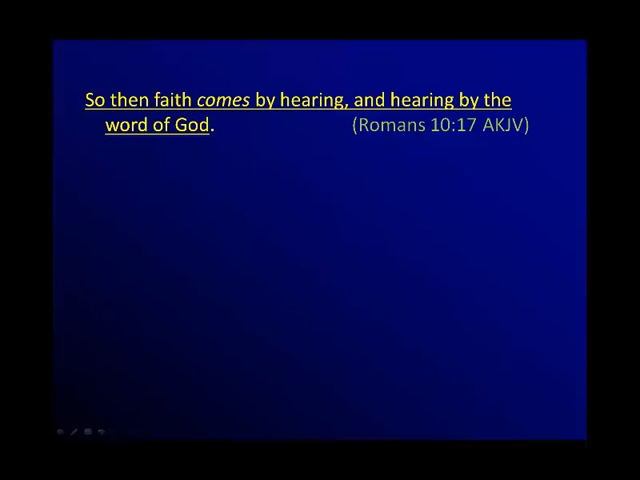 So then faith comes by hearing, and hearing by the
word of God. (Romans 10:17 AKJV)